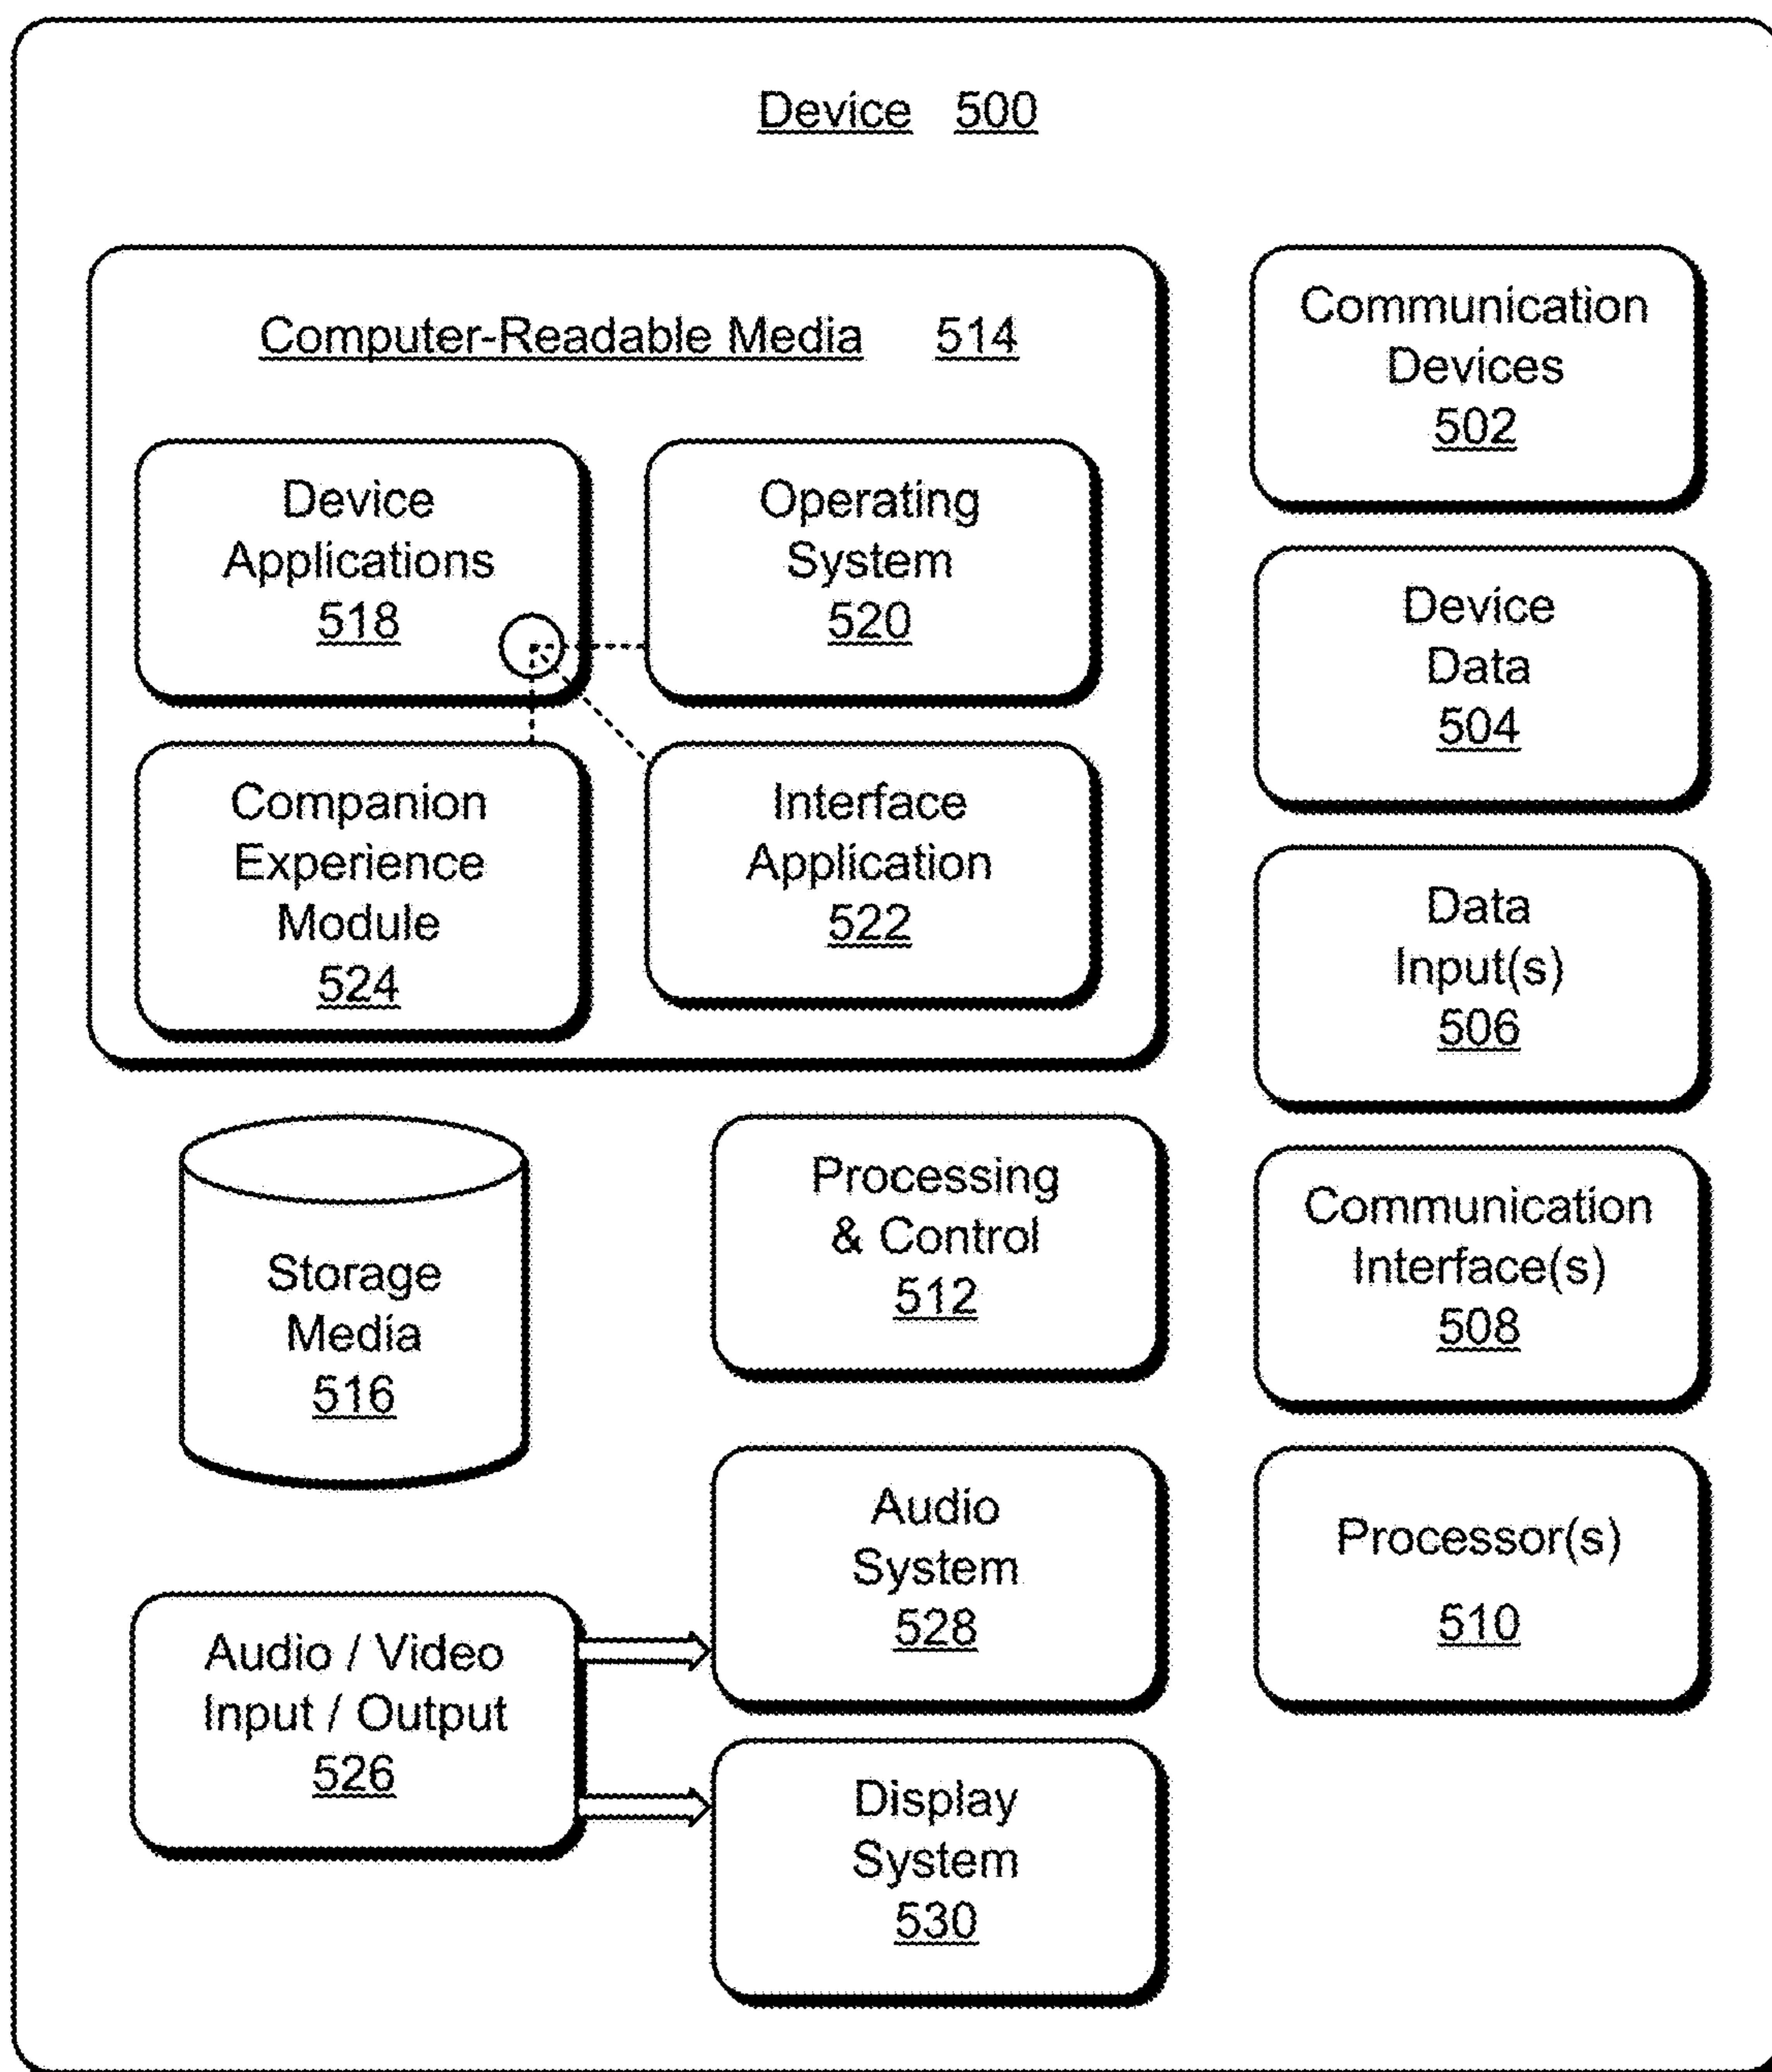 Device 500
Computer-Readable Media 514
Device
Applications
518
Operating
System
520
Companion
Experience
Module
524
Interface
Application
522
Communication
Devices
502
Device
Data
504
Data
Input(s)
506
Communication
Interface(s)
508
Processor(s)
510
Storage
Media
516
Processing
& Control
512
Audio
System
528
Audio / Video
Input / Output
526
Display
System
530